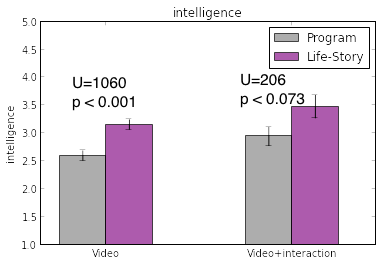 intelligence
5.0
4.5
4.0
3.5
3.0
2.5
2.0
1.5
1.0
intelligence
Program
Life-Story
U=1060
p < 0.001
U=206
p < 0.073
Video
Video+interaction